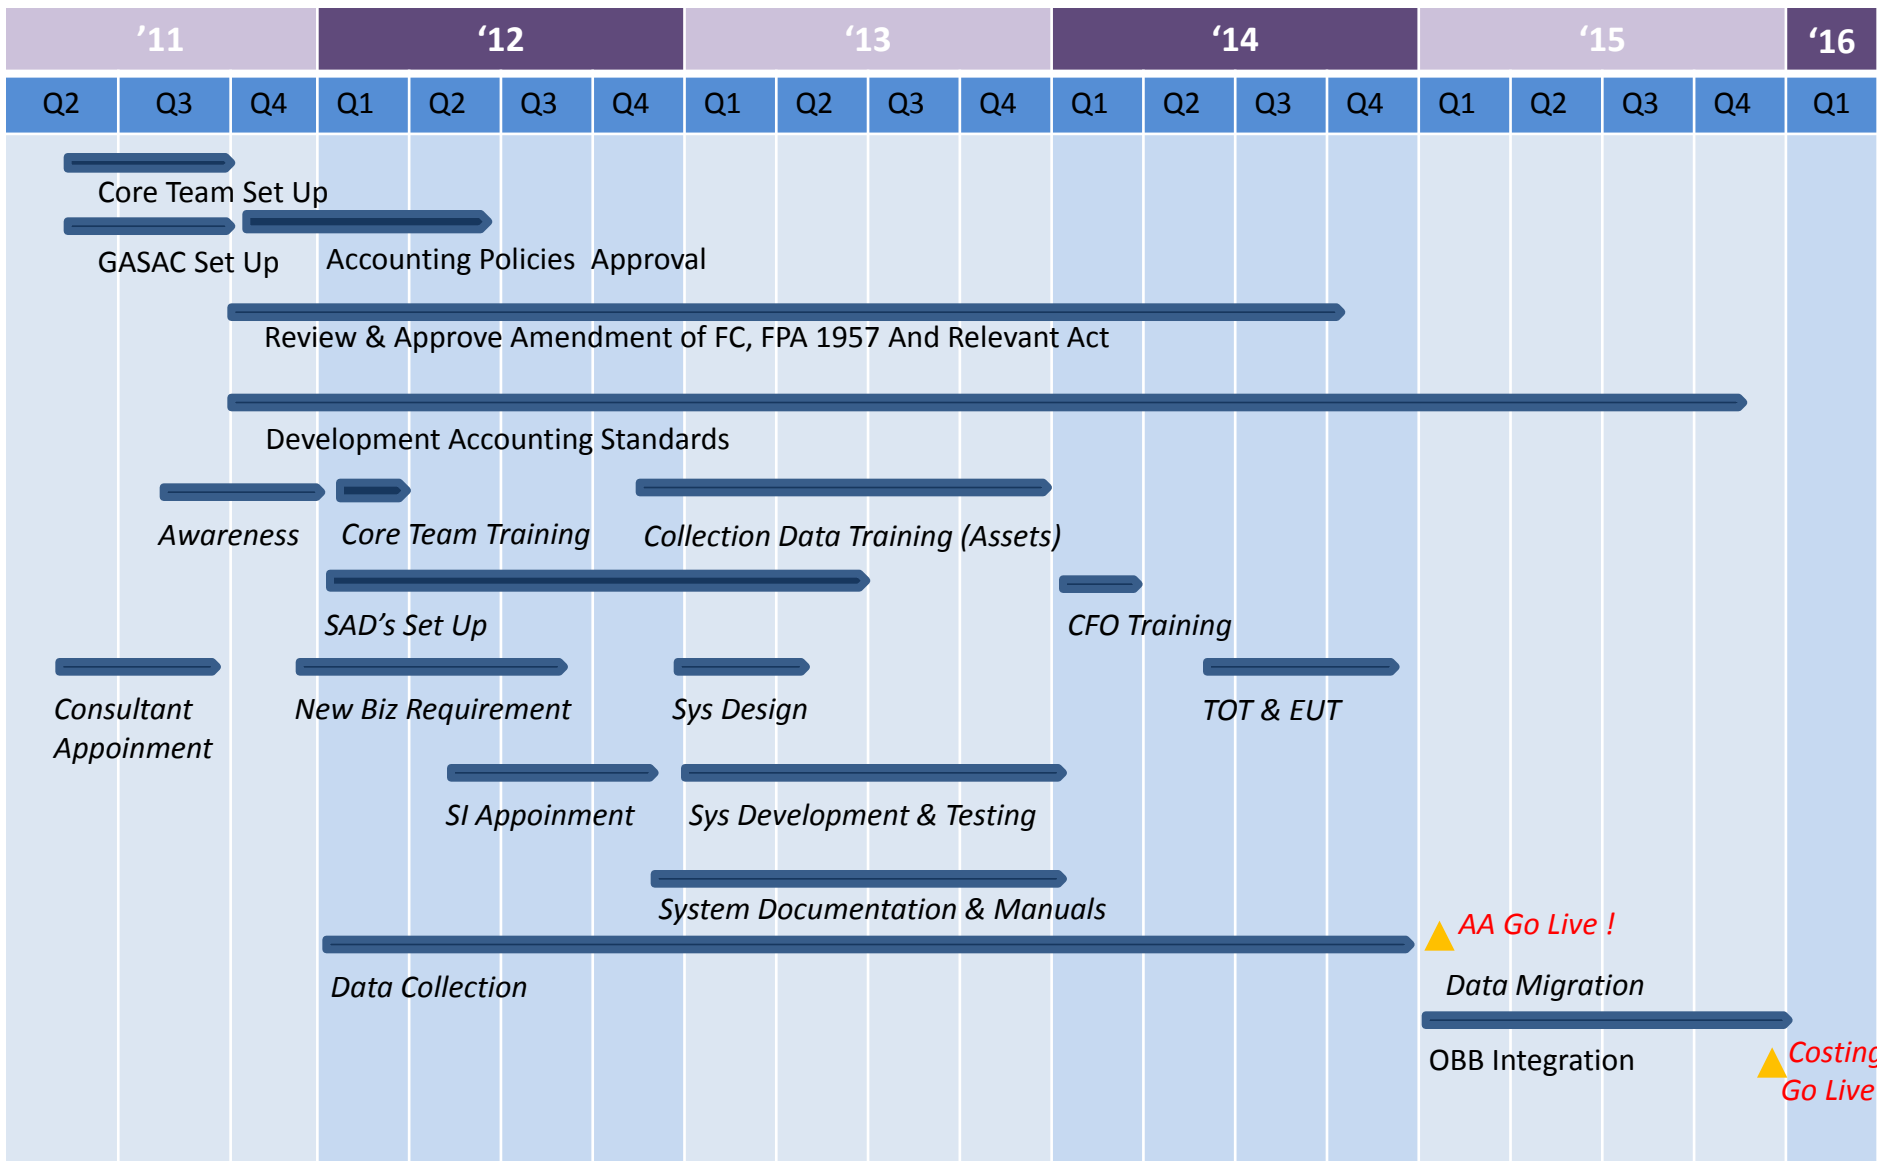 ’11 ‘12 ‘13 ‘14 ‘15 ‘16
Q2 Q3 Q4 Q1 Q2 Q3 Q4 Q1 Q2 Q3 Q4 Q1 Q2 Q3 Q4 Q1 Q2 Q3 Q4 Q1
Core Team Set Up
GASAC Set Up Accounting Policies Approval
Review & Approve Amendment of FC, FPA 1957 And Relevant Act
Development Accounting Standards
Awareness Core Team Training Collection Data Training (Assets)
SAD’s Set Up CFO Training
Consultant New Biz Requirement Sys Design TOT & EUT
Appoinment
SI Appoinment Sys Development & Testing
System Documentation & Manuals
AA Go Live !
Data Collection Data Migration
OBB Integration Costing
Go Live